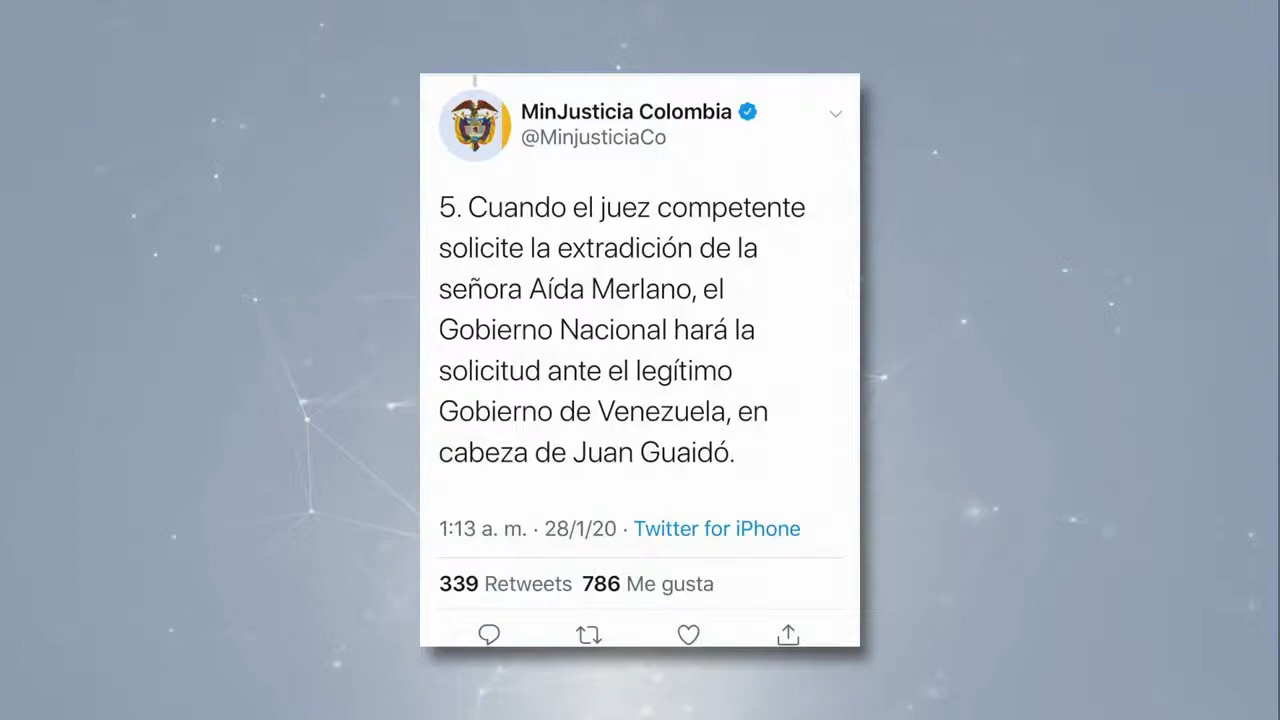 MinJusticia Colombia
@MinjusticiaCo
5. Cuando el juez competente
solicite la extradición de la
señora Aída Merlano, el
Gobierno Nacional hará la
solicitud ante el legítimo
Gobierno de Venezuela, en
cabeza de Juan Guaidó.
1:13 a. m. · 28/1/20 · Twitter for iPhone
339 Retweets 786 Me gusta